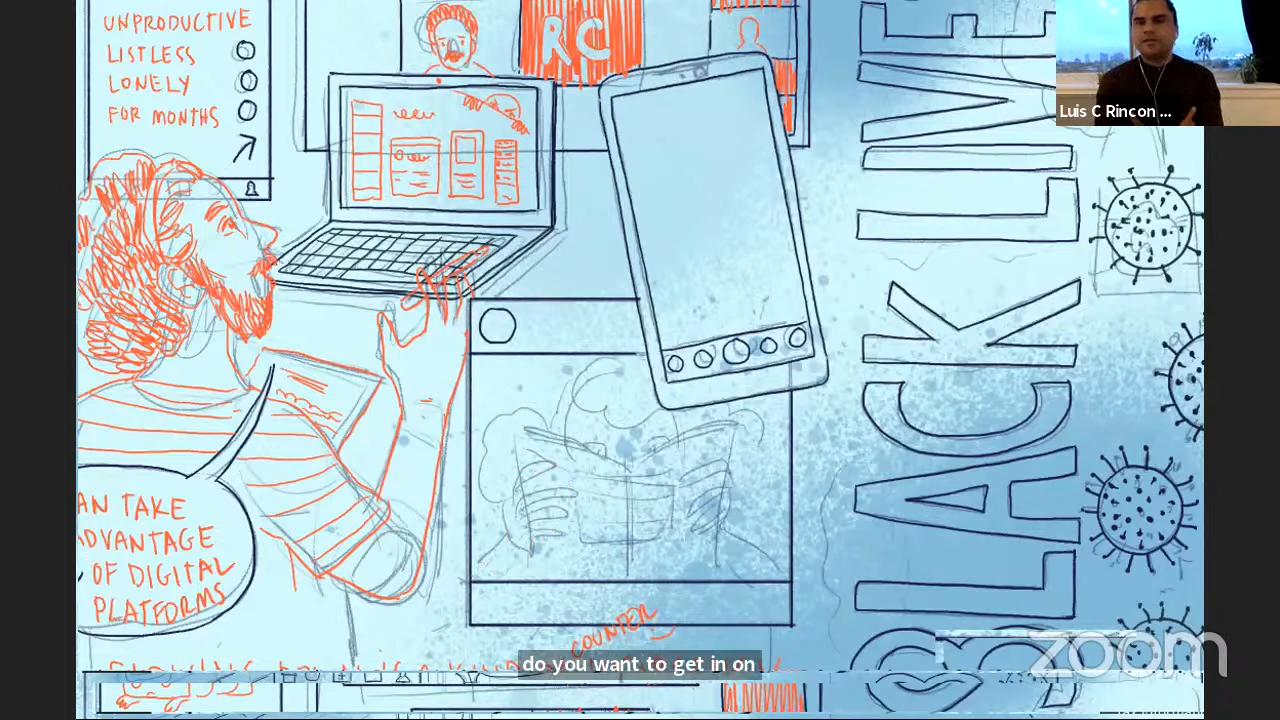 UNPRODUCTIVE
LISTLESS
LONELY
FOR MONTHS
RC
Luis C Rincon ...
BLACK LIVE
AN TAKE
ADVANTAGE
OF DIGITAL
PLATFORMS
COUNTER
do you want to get in on
zoom